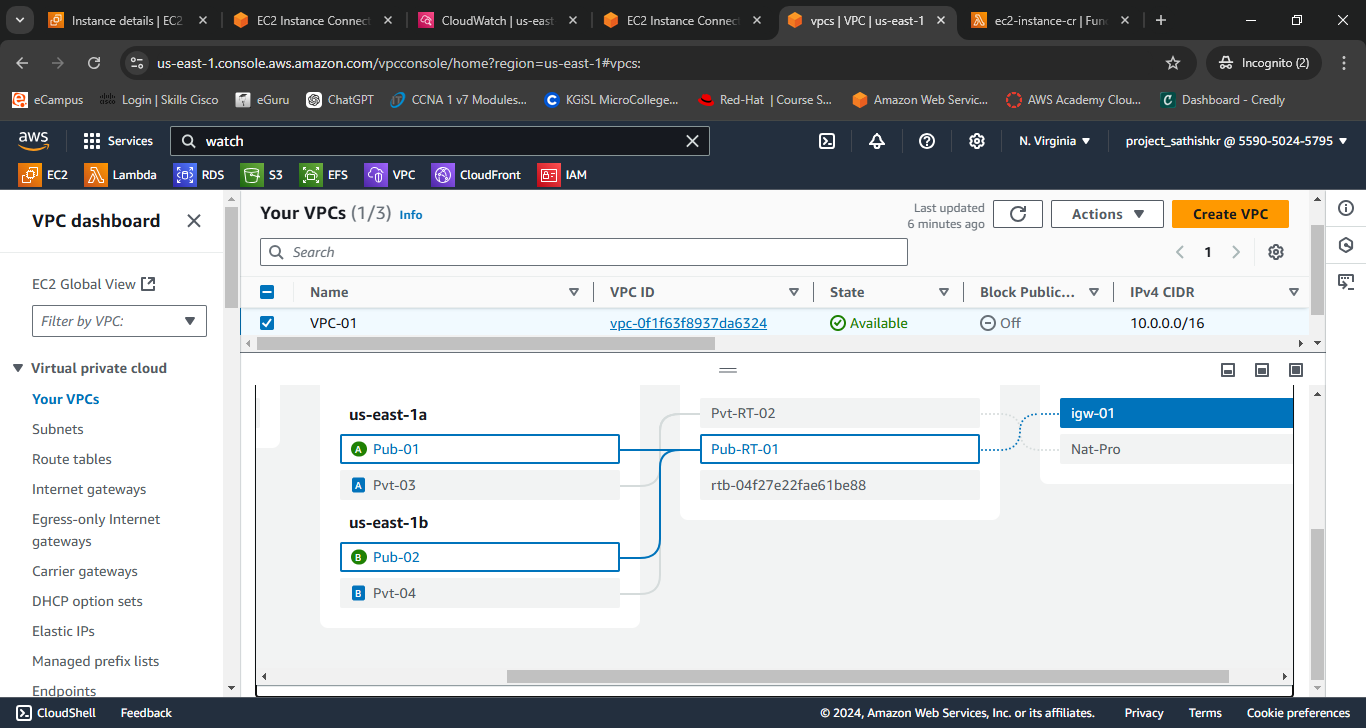 Instance details | EC2
EC2 Instance Connect
CloudWatch | us-east
EC2 Instance Connect
vpcs | VPC | us-east-1
ec2-instance-cr | Fun
us-east-1.console.aws.amazon.com/vpcconsole/home?region=us-east-1#vpcs:
Incognito (2)
eCampus
Login | Skills Cisco
eGuru
ChatGPT
CCNA 1 v7 Modules...
KGiSL MicroCollege...
Red-Hat | Course S...
Amazon Web Servic...
AWS Academy Clou...
Dashboard - Credly
aws
Services
watch
N. Virginia
project_sathishkr @ 5590-5024-5795
EC2
Lambda
RDS
S3
EFS
VPC
CloudFront
IAM
VPC dashboard
EC2 Global View
Filter by VPC:
Virtual private cloud
Your VPCs
Subnets
Route tables
Internet gateways
Egress-only Internet
gateways
Carrier gateways
DHCP option sets
Elastic IPs
Managed prefix lists
Endpoints
Your VPCs (1/3) Info
Last updated
6 minutes ago
Actions
Create VPC
Search
1
Name
VPC ID
State
Block Public...
IPv4 CIDR
VPC-01
vpc-0f1f63f8937da6324
Available
Off
10.0.0.0/16
us-east-1a
A Pub-01
A Pvt-03
us-east-1b
B Pub-02
B Pvt-04
Pvt-RT-02
Pub-RT-01
rtb-04f27e22fae61be88
igw-01
Nat-Pro
CloudShell
Feedback
© 2024, Amazon Web Services, Inc. or its affiliates.
Privacy
Terms
Cookie preferences